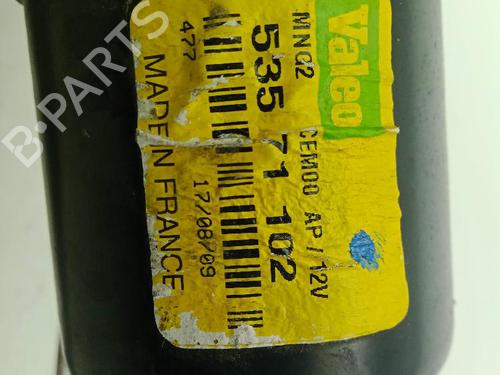 Valeo
MNC2 CEM00 AP / 12V
535 71 102
477 17/08/09
MADE IN FRANCE
B-PARTS